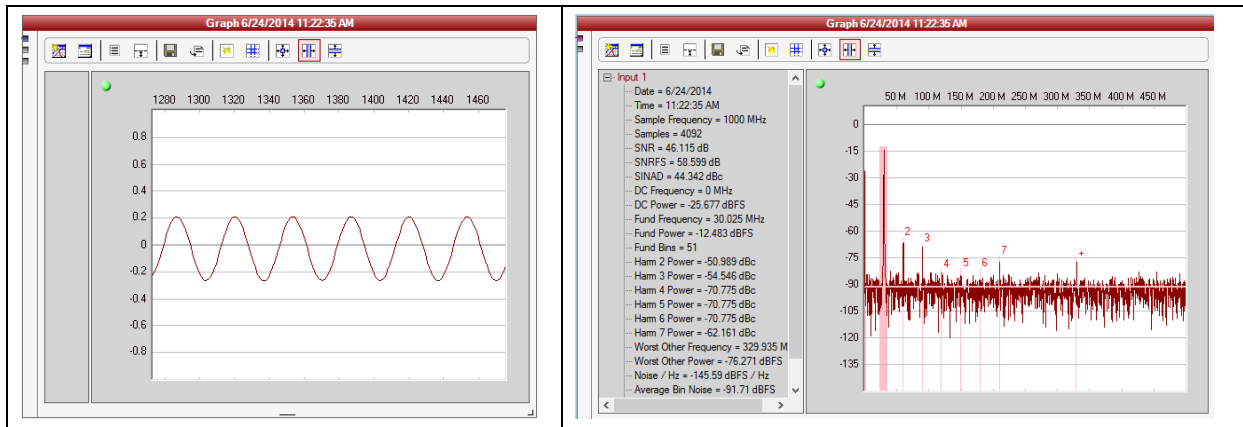 Graph 6/24/2014 11:22:35 AM
1280 1300 1320 1340 1360 1380 1400 1420 1440 1460
0.8
0.6
0.4
0.2
0
-0.2
-0.4
-0.6
-0.8
Graph 6/24/2014 11:22:35 AM
Input 1
Date = 6/24/2014
Time = 11:22:35 AM
Sample Frequency = 1000 MHz
Samples = 4092
SNR = 46.115 dB
SNRFS = 58.599 dB
SINAD = 44.342 dBc
DC Frequency = 0 MHz
DC Power = -25.677 dBFS
Fund Frequency = 30.025 MHz
Fund Power = -12.483 dBFS
Fund Bins = 51
Harm 2 Power = -50.989 dBc
Harm 3 Power = -54.546 dBc
Harm 4 Power = -70.775 dBc
Harm 5 Power = -70.775 dBc
Harm 6 Power = -70.775 dBc
Harm 7 Power = -62.161 dBc
Worst Other Frequency = 329.935 M
Worst Other Power = -76.271 dBFS
Noise / Hz = -145.59 dBFS / Hz
Average Bin Noise = -91.71 dBFS
50 M 100 M 150 M 200 M 250 M 300 M 350 M 400 M 450 M
0
-15
-30
-45
-60
-75
-90
-105
-120
-135
2 3 4 5 6 7 +